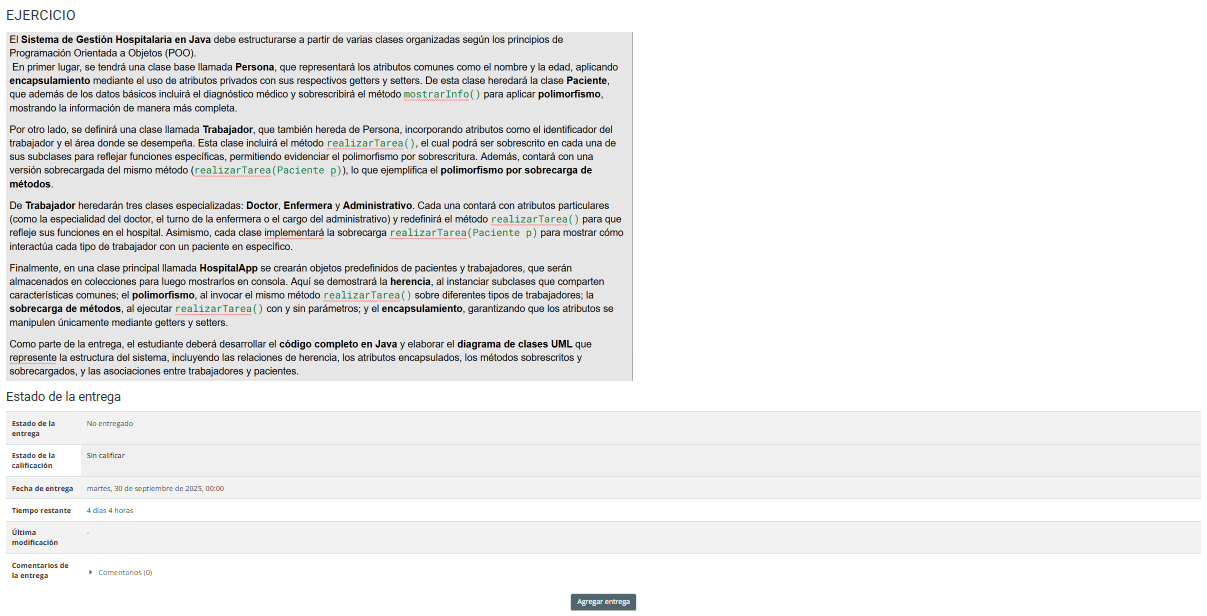 EJERCICIO
El Sistema de Gestión Hospitalaria en Java debe estructurarse a partir de varias clases organizadas según los principios de
Programación Orientada a Objetos (POO).
En primer lugar, se tendrá una clase base llamada Persona, que representará los atributos comunes como el nombre y la edad, aplicando
encapsulamiento mediante el uso de atributos privados con sus respectivos getters y setters. De esta clase heredará la clase Paciente,
que además de los datos básicos incluirá el diagnóstico médico y sobrescribirá el método mostrarInfo() para aplicar polimorfismo,
mostrando la información de manera más completa.
Por otro lado, se definirá una clase llamada Trabajador, que también hereda de Persona, incorporando atributos como el identificador del
trabajador y el área donde se desempeña. Esta clase incluirá el método realizarTarea(), el cual podrá ser sobrescrito en cada una de
sus subclases para reflejar funciones específicas, permitiendo evidenciar el polimorfismo por sobrescritura. Además, contará con una
versión sobrecargada del mismo método (realizarTarea(Paciente p)), lo que ejemplifica el polimorfismo por sobrecarga de
métodos.
De Trabajador heredarán tres clases especializadas: Doctor, Enfermera y Administrativo. Cada una contará con atributos particulares
(como la especialidad del doctor, el turno de la enfermera o el cargo del administrativo) y redefinirá el método realizarTarea() para que
refleje sus funciones en el hospital. Asimismo, cada clase implementará la sobrecarga realizarTarea(Paciente p) para mostrar cómo
interactúa cada tipo de trabajador con un paciente en específico.
Finalmente, en una clase principal llamada HospitalApp se crearán objetos predefinidos de pacientes y trabajadores, que serán
almacenados en colecciones para luego mostrarlos en consola. Aquí se demostrará la herencia, al instanciar subclases que comparten
características comunes; el polimorfismo, al invocar el mismo método realizarTarea() sobre diferentes tipos de trabajadores; la
sobrecarga de métodos, al ejecutar realizarTarea() con y sin parámetros; y el encapsulamiento, garantizando que los atributos se
manipulen únicamente mediante getters y setters.
Como parte de la entrega, el estudiante deberá desarrollar el código completo en Java y elaborar el diagrama de clases UML que
represente la estructura del sistema, incluyendo las relaciones de herencia, los atributos encapsulados, los métodos sobrescritos y
sobrecargados, y las asociaciones entre trabajadores y pacientes.
Estado de la entrega
Estado de la
entrega
No entregado
Estado de la
calificación
Sin calificar
Fecha de entrega
martes, 30 de septiembre de 2025, 00:00
Tiempo restante
4 días 4 horas
Última
modificación
-
Comentarios de
la entrega
Comentarios (0)
Agregar entrega